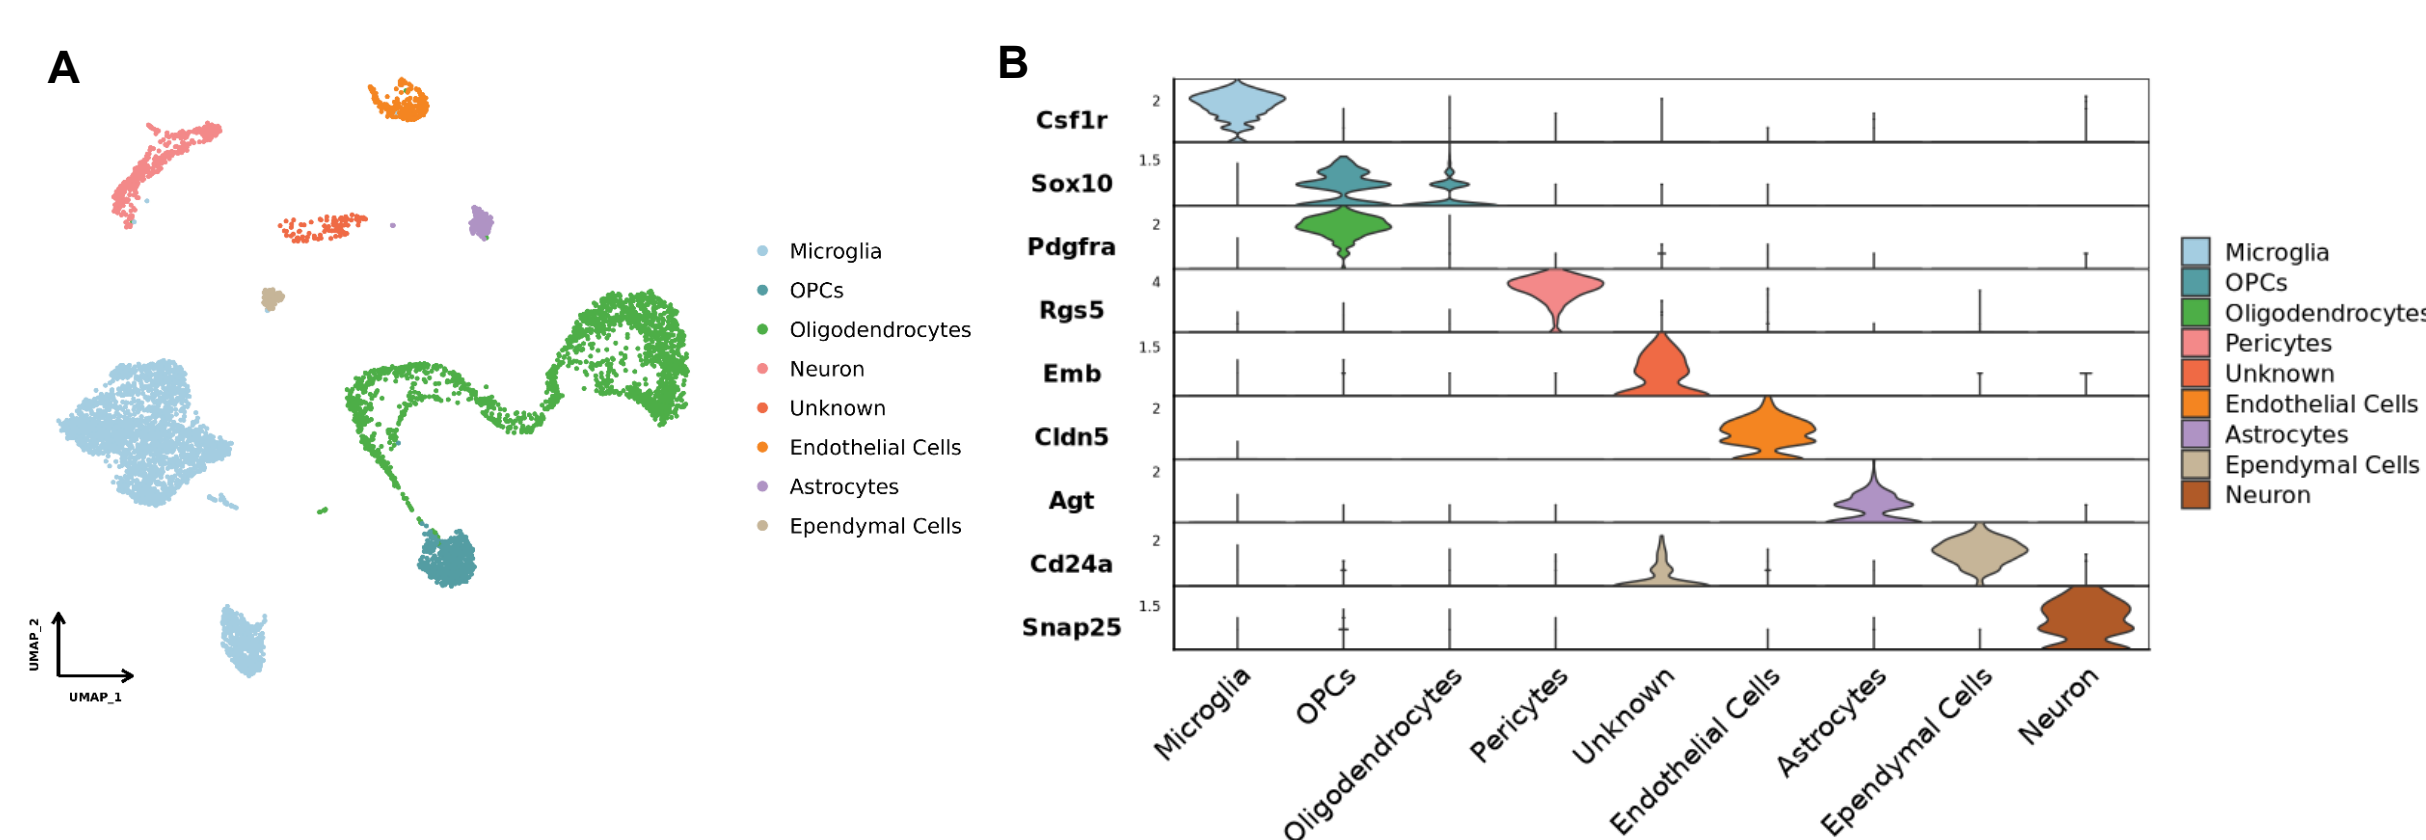 A
Microglia
OPCs
Oligodendrocytes
Neuron
Unknown
Endothelial Cells
Astrocytes
Ependymal Cells
UMAP_2
UMAP_1
B
Csf1r
2
Sox10
1.5
Pdgfra
2
Rgs5
4
Emb
1.5
Cldn5
2
Agt
2
Cd24a
2
Snap25
1.5
Microglia
OPCs
Oligodendrocytes
Pericytes
Unknown
Endothelial Cells
Astrocytes
Ependymal Cells
Neuron
Microglia
OPCs
Oligodendrocytes
Pericytes
Unknown
Endothelial Cells
Astrocytes
Ependymal Cells
Neuron